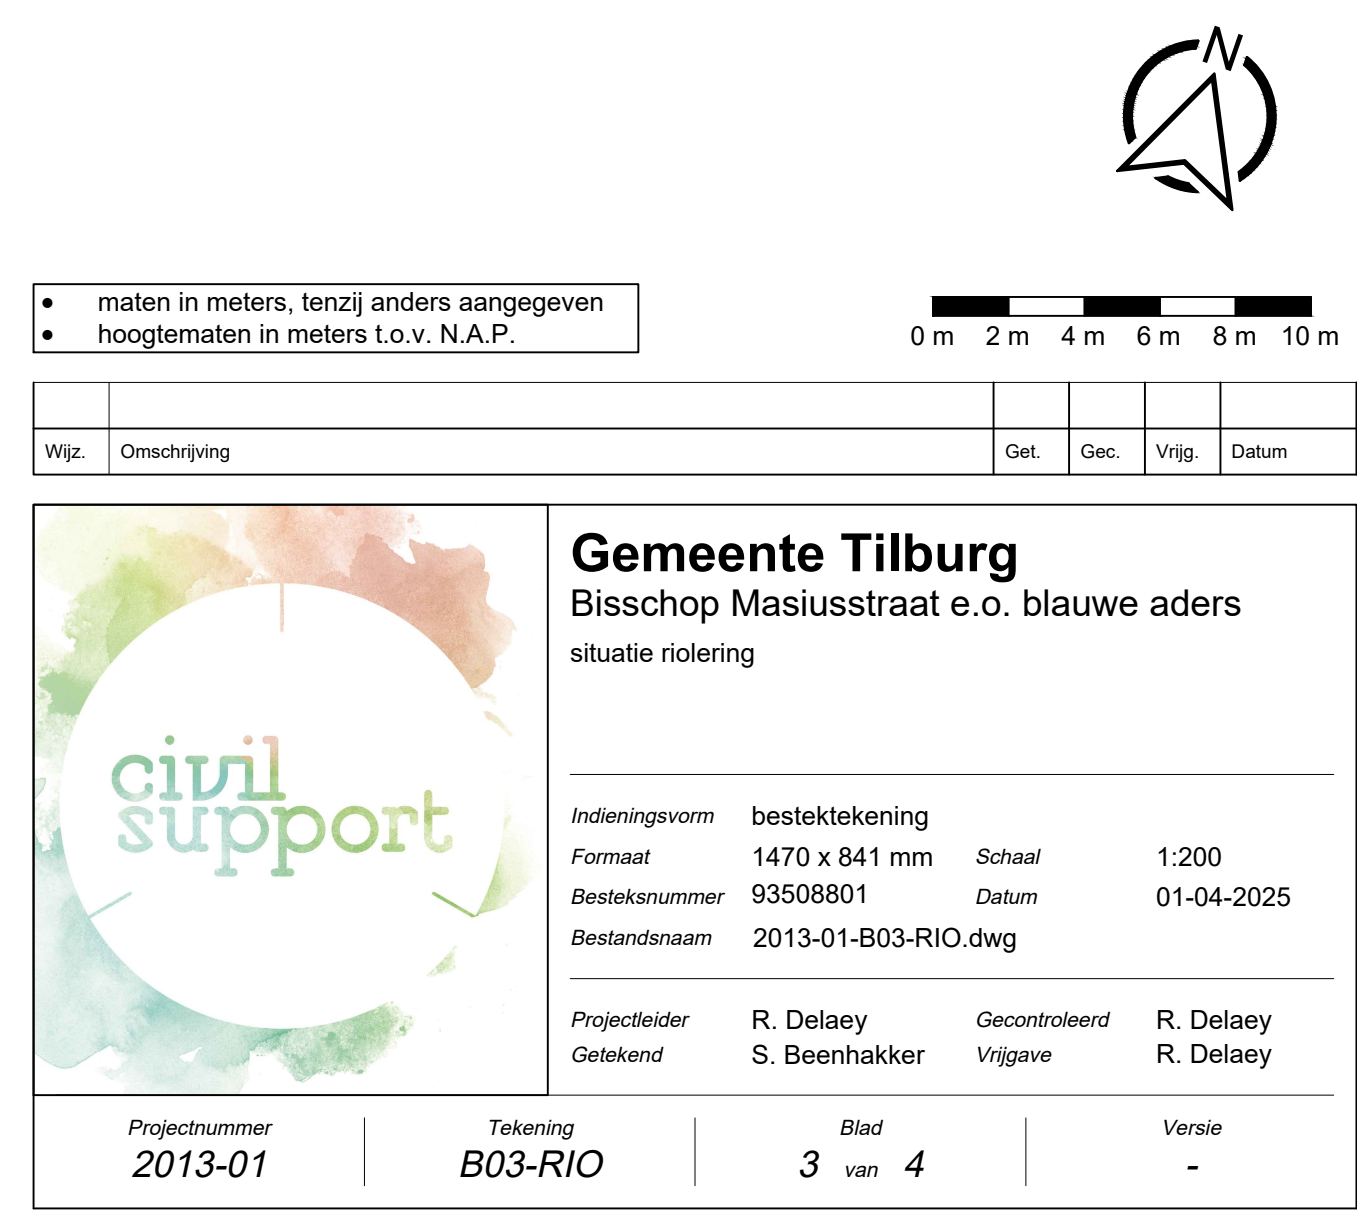 N
• maten in meters, tenzij anders aangegeven
• hoogtematen in meters t.o.v. N.A.P.
0 m 2 m 4 m 6 m 8 m 10 m
Wijz. Omschrijving Get. Gec. Vrijg. Datum
civil
support
Gemeente Tilburg
Bisschop Masiusstraat e.o. blauwe aders
situatie riolering
Indieningsvorm bestektekening
Formaat 1470 x 841 mm Schaal 1:200
Besteksnummer 93508801 Datum 01-04-2025
Bestandsnaam 2013-01-B03-RIO.dwg
Projectleider R. Delaey Gecontroleerd R. Delaey
Getekend S. Beenhakker Vrijgave R. Delaey
Projectnummer Tekening Blad Versie
2013-01 B03-RIO 3 van 4 -